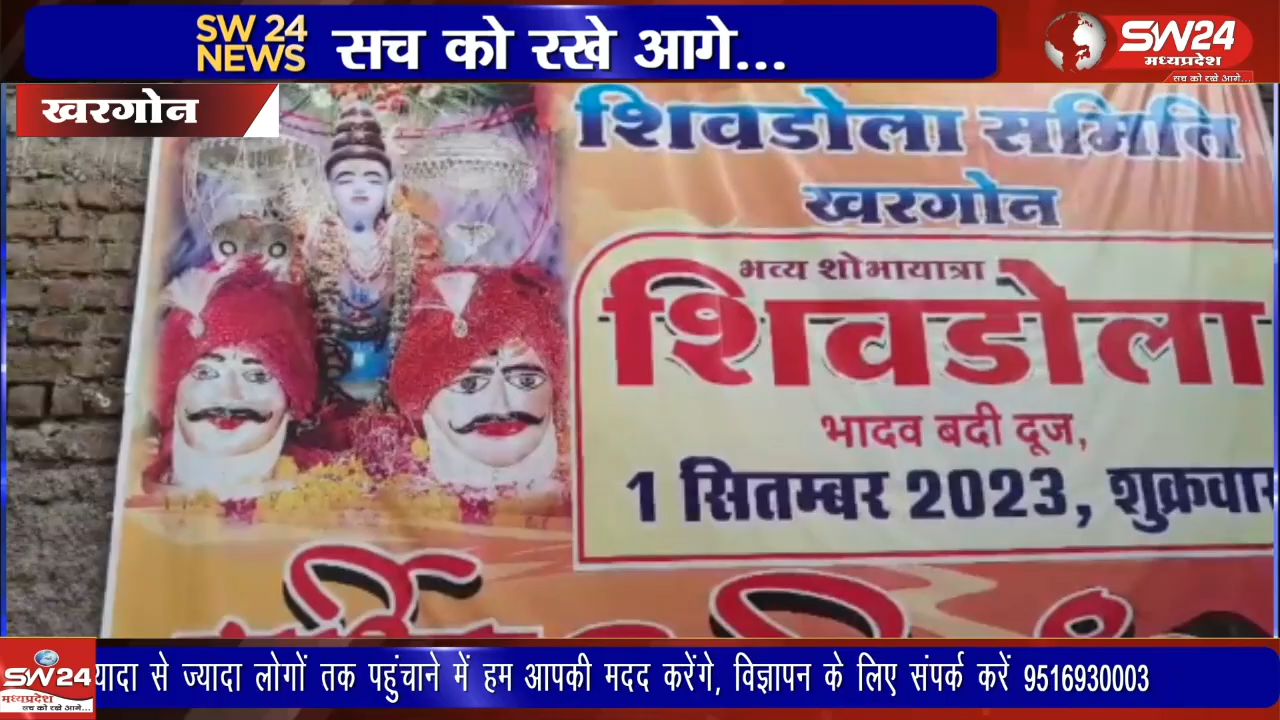 SW 24 NEWS
सच को रखे आगे...
SW24
मध्यप्रदेश
सच को रखे आगे...
खरगोन
शिवडोला समिति
खरगोन
भव्य शोभायात्रा
शिवडोला
भादव बदी दूज,
1 सितम्बर 2023, शुक्रवार
SW24
मध्यप्रदेश
सच को रखे आगे...
यादा से ज्यादा लोगों तक पहुंचाने में हम आपकी मदद करेंगे, विज्ञापन के लिए संपर्क करें 9516930003